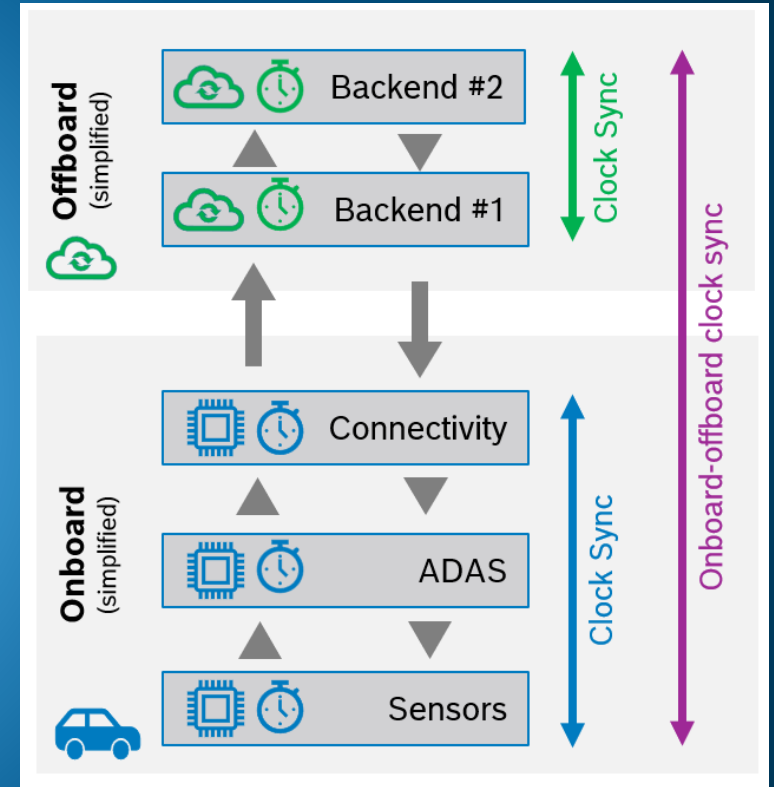 Offboard
(simplified)
Backend #2
Backend #1
Clock Sync
Onboard-offboard clock sync
Onboard
(simplified)
Connectivity
ADAS
Sensors
Clock Sync